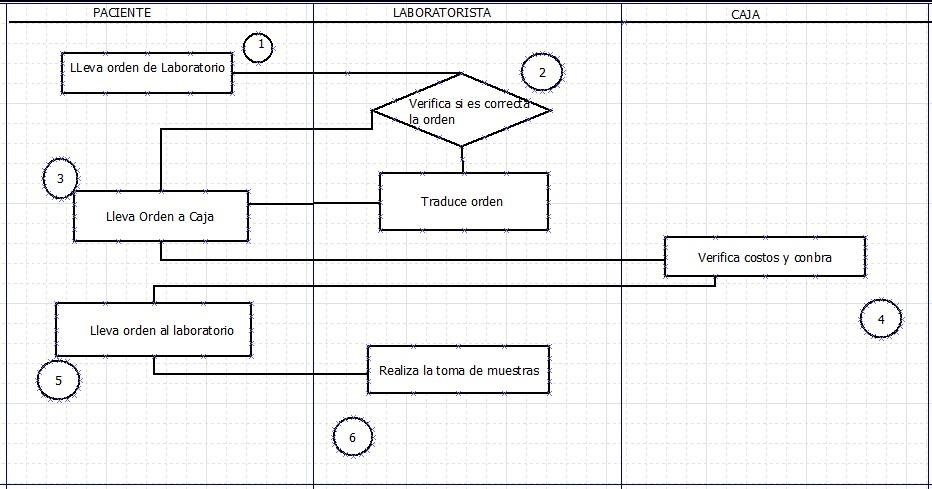 PACIENTE
LABORATORISTA
CAJA
1
LLeva orden de Laboratorio
2
Verifica si es correcta
la orden
3
Lleva Orden a Caja
Traduce orden
Verifica costos y conbra
4
Lleva orden al laboratorio
5
Realiza la toma de muestras
6